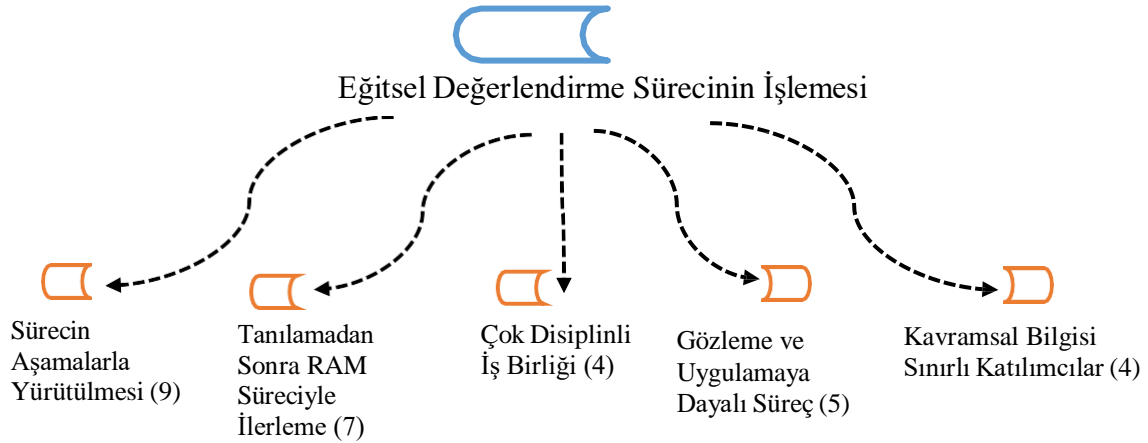 Eğitsel Değerlendirme Sürecinin İşlemesi
Sürecin
Aşamalarla
Yürütülmesi (9)
Tanılamadan
Sonra RAM
Süreciyle
İlerleme (7)
Çok Disiplinli
İş Birliği (4)
Gözleme ve
Uygulamaya
Dayalı Süreç (5)
Kavramsal Bilgisi
Sınırlı Katılımcılar (4)